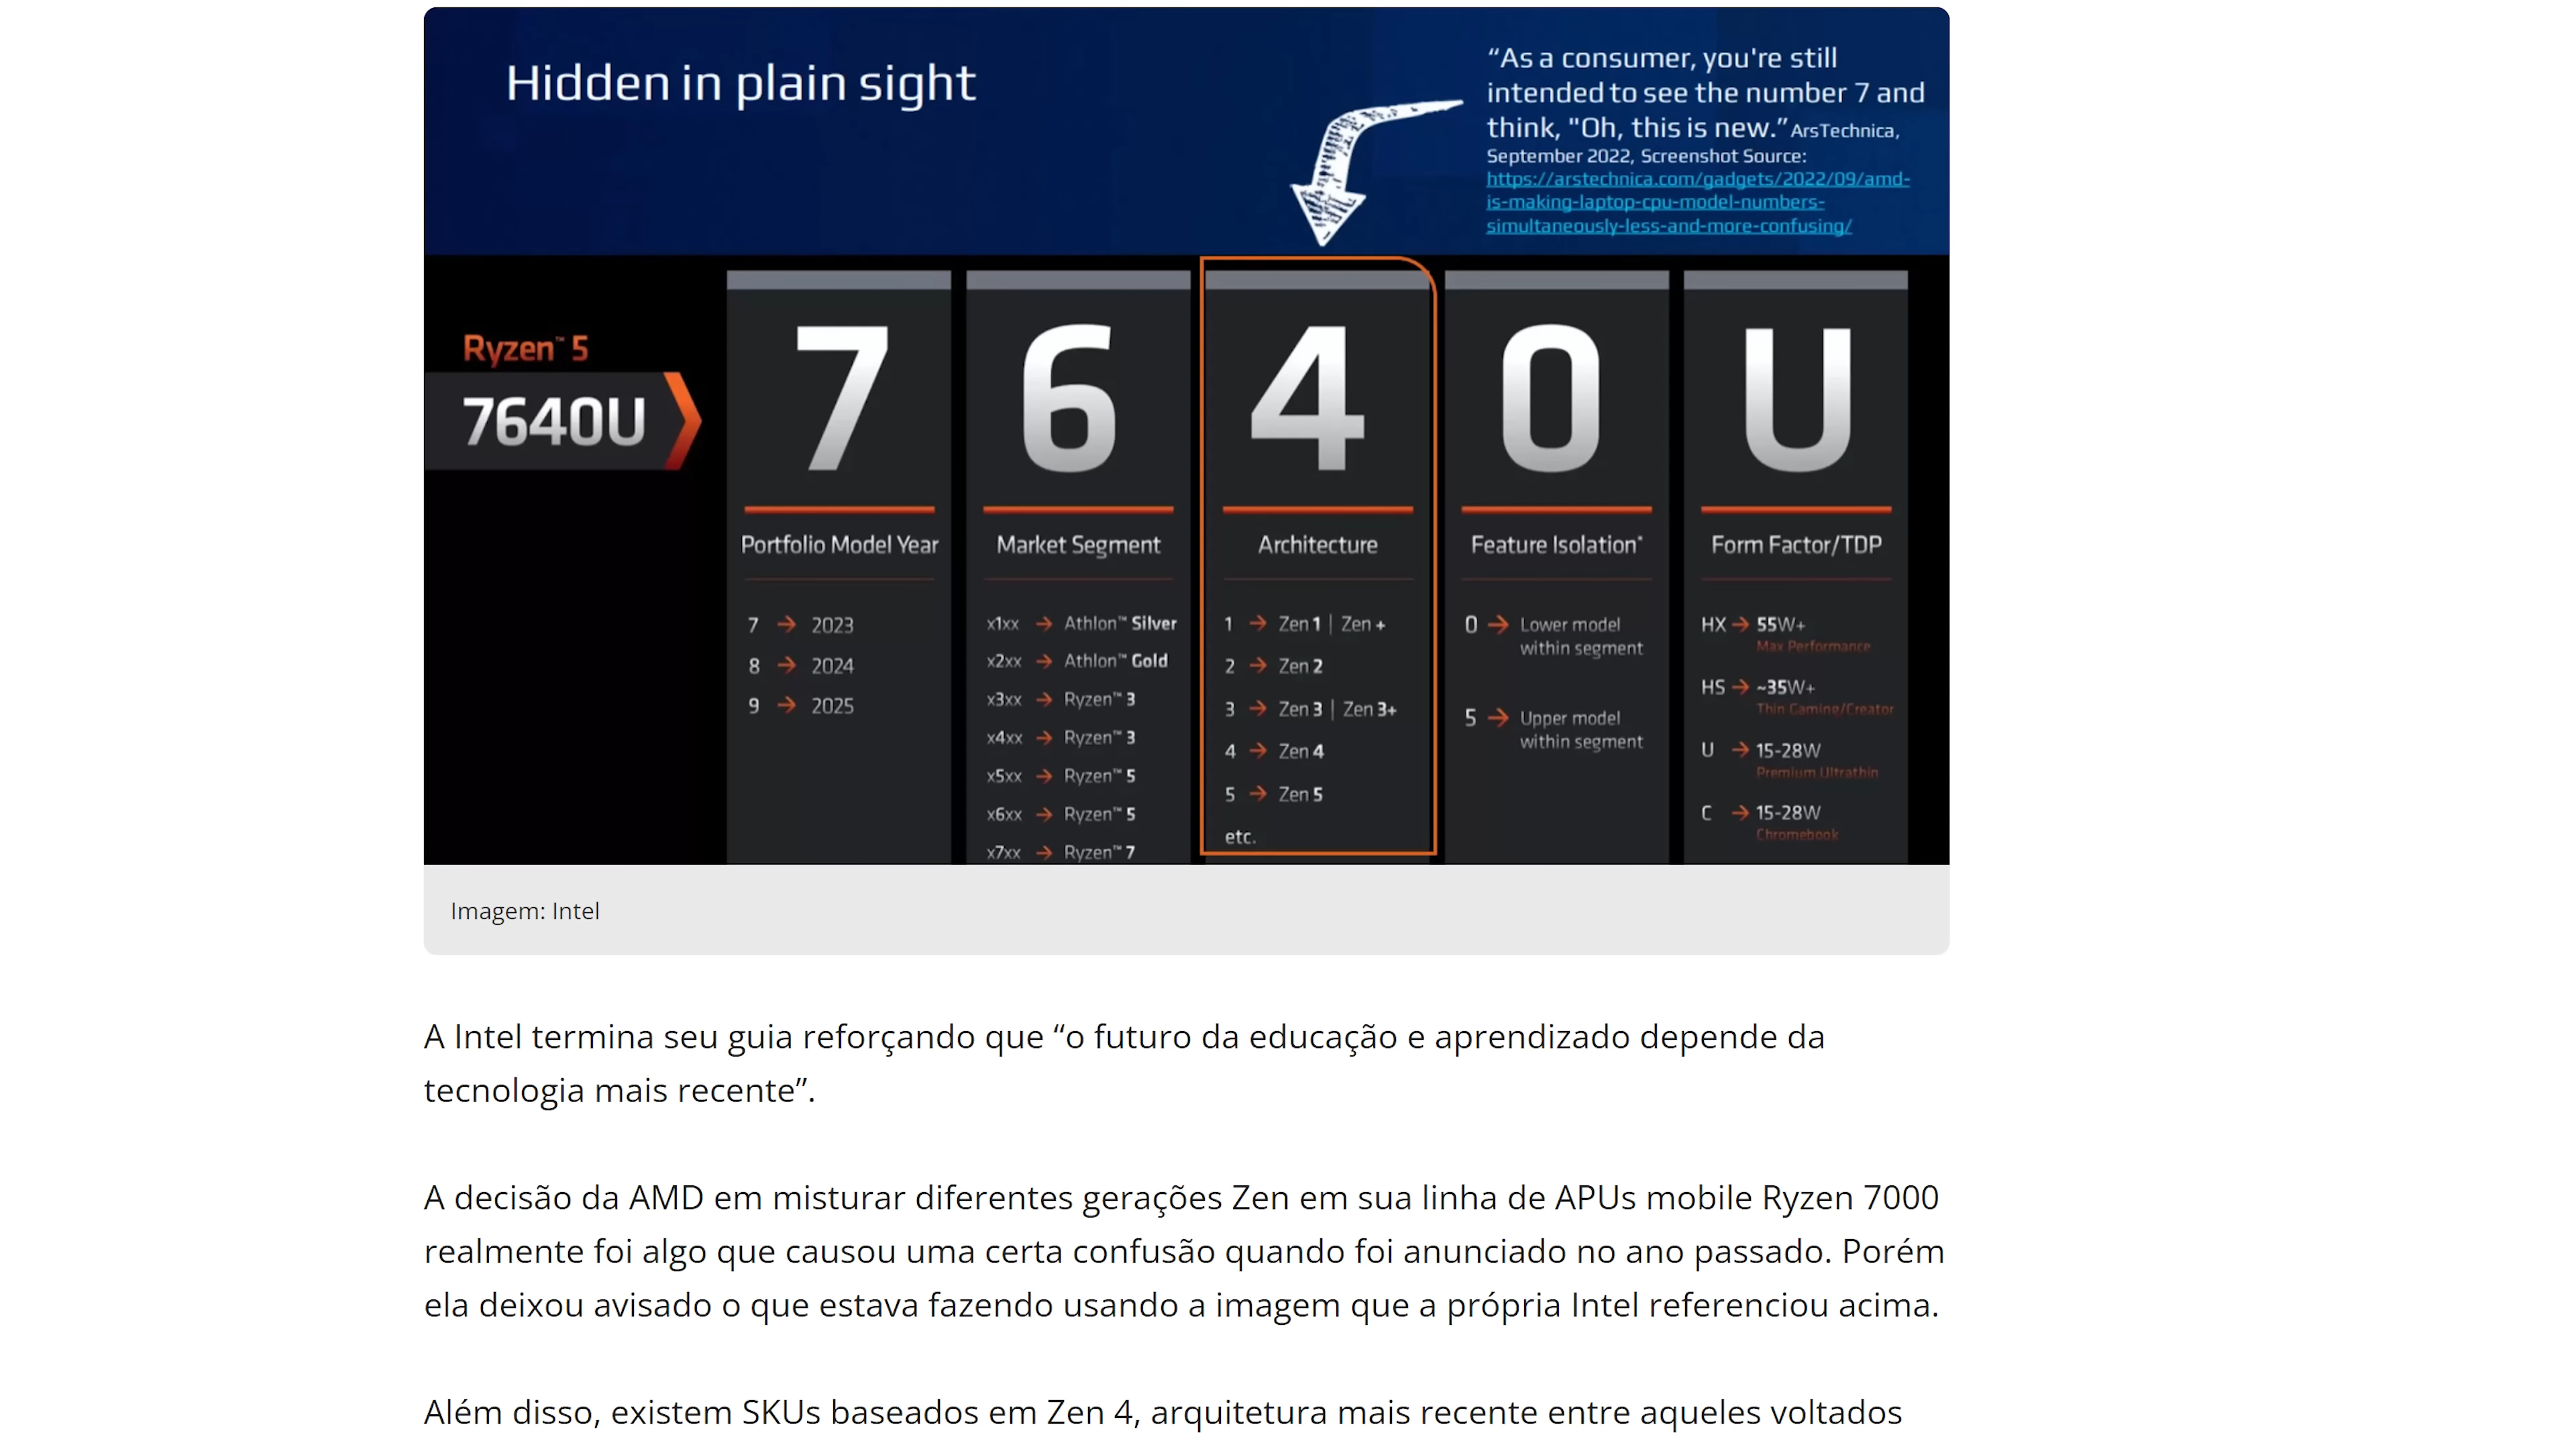 Hidden in plain sight
“As a consumer, you're still
intended to see the number 7 and
think, "Oh, this is new.” ArsTechnica,
September 2022, Screenshot Source:
https://arstechnica.com/gadgets/2022/09/amd-
is-making-laptop-cpu-model-numbers-
simultaneously-less-and-more-confusing/
Ryzen™ 5
7640U
7
Portfolio Model Year
7 → 2023
8 → 2024
9 → 2025
6
Market Segment
x1xx → Athlon™ Silver
x2xx → Athlon™ Gold
x3xx → Ryzen™ 3
x4xx → Ryzen™ 3
x5xx → Ryzen™ 5
x6xx → Ryzen™ 5
x7xx → Ryzen™ 7
4
Architecture
1 → Zen 1 | Zen +
2 → Zen 2
3 → Zen 3 | Zen 3+
4 → Zen 4
5 → Zen 5
etc.
0
Feature Isolation*
0 → Lower model
within segment
5 → Upper model
within segment
U
Form Factor/TDP
HX → 55W+
Max Performance
HS → ~35W+
Thin Gaming/Creator
U → 15-28W
Premium Ultrathin
C → 15-28W
Chromebook
Imagem: Intel
A Intel termina seu guia reforçando que “o futuro da educação e aprendizado depende da
tecnologia mais recente”.
A decisão da AMD em misturar diferentes gerações Zen em sua linha de APUs mobile Ryzen 7000
realmente foi algo que causou uma certa confusão quando foi anunciado no ano passado. Porém
ela deixou avisado o que estava fazendo usando a imagem que a própria Intel referenciou acima.
Além disso, existem SKUs baseados em Zen 4, arquitetura mais recente entre aqueles voltados